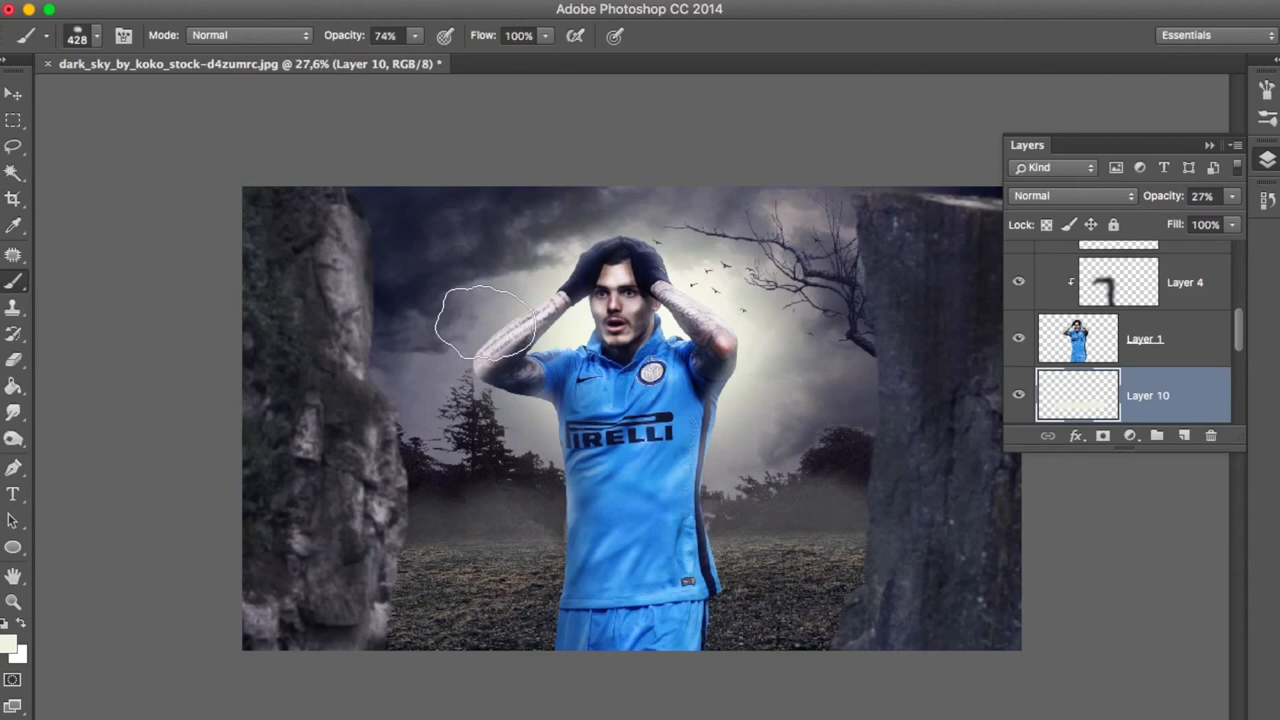 Adobe Photoshop CC 2014
428 Mode: Normal Opacity: 74% Flow: 100% Essentials
× dark_sky_by_koko_stock-d4zumrc.jpg @ 27,6% (Layer 10, RGB/8) *
Layers
Kind
Normal Opacity: 27%
Lock: Fill: 100%
Layer 4
Layer 1
Layer 10
PIRELLI